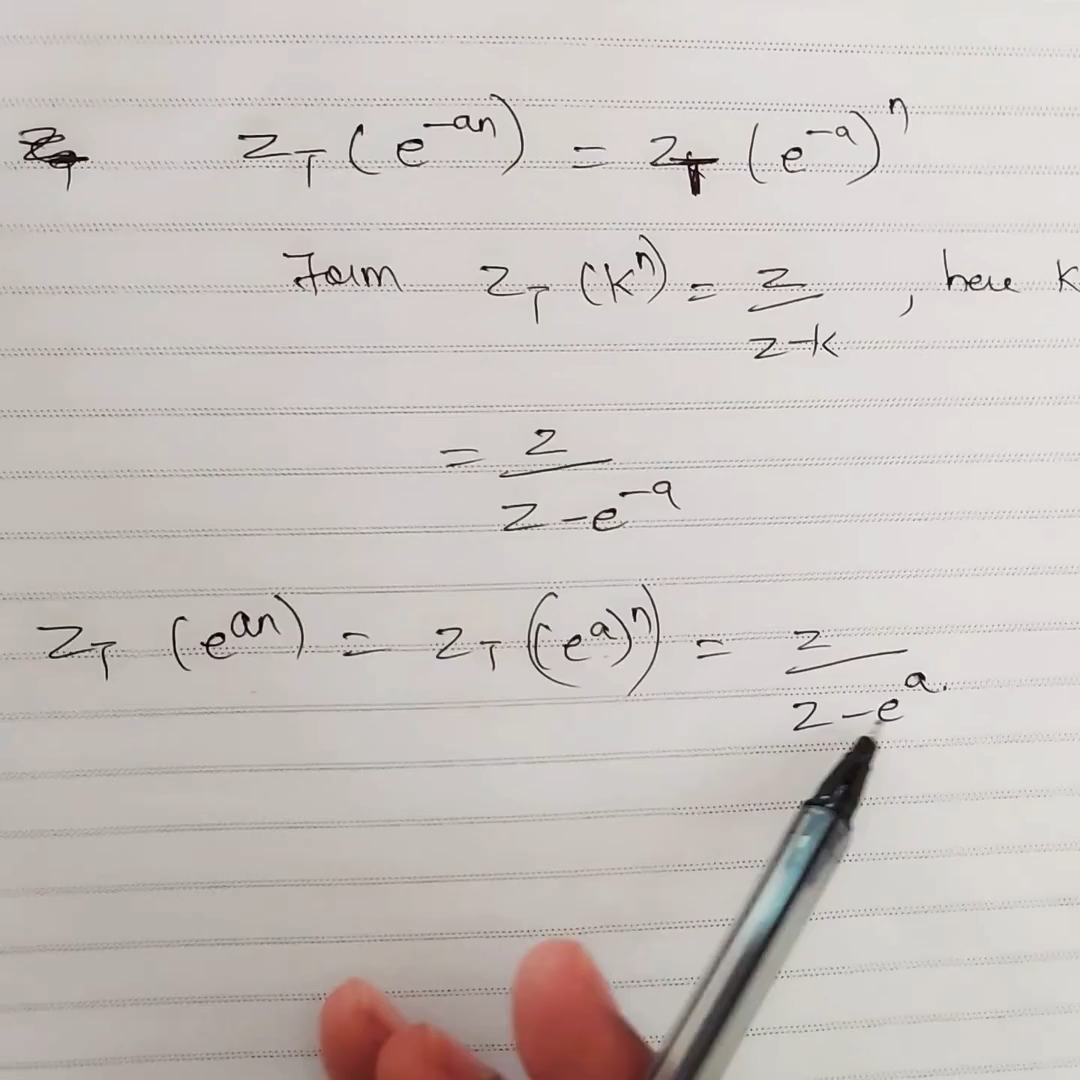 Z_T (e^{-an}) = Z_T (e^{-a})^n
Form Z_T (k^n) = z/(z-k) , here k
= z/(z-e^{-a})
Z_T (e^{an}) = Z_T ((e^a)^n) = z/(z-e^a).